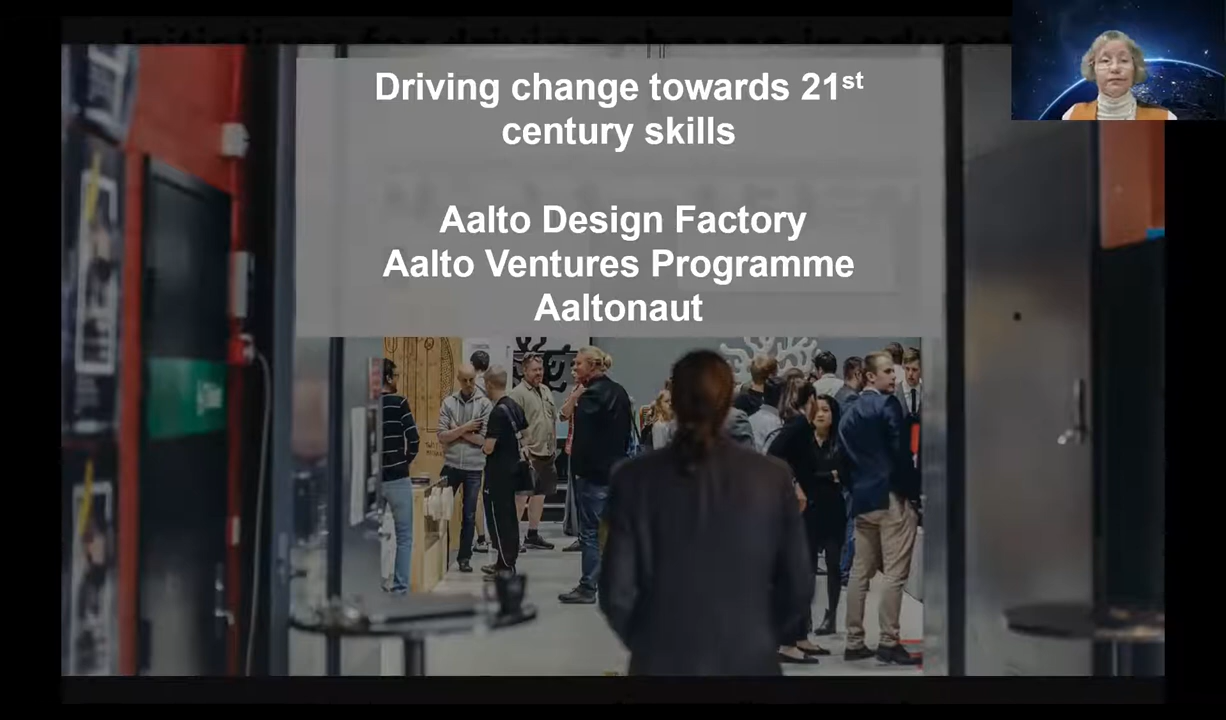 Driving change towards 21st
century skills
Aalto Design Factory
Aalto Ventures Programme
Aaltonaut